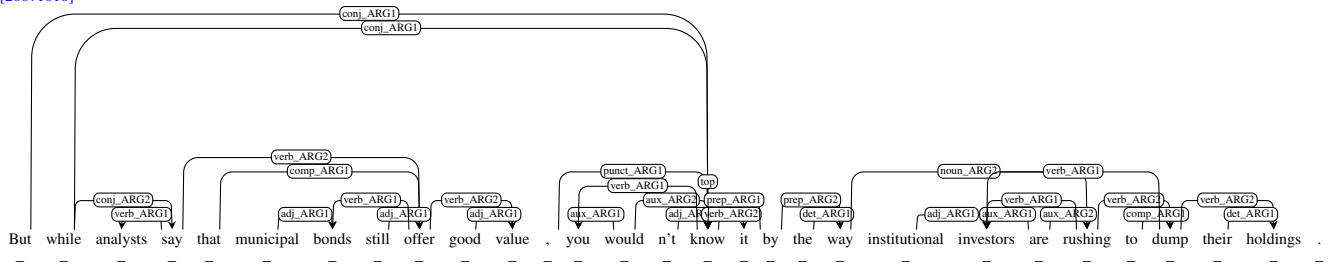 conj_ARG1
conj_ARG1
verb_ARG2
comp_ARG1 punct_ARG1 noun_ARG2 verb_ARG1
verb_ARG1 top
conj_ARG2 verb_ARG1 verb_ARG2 aux_ARG2 prep_ARG1 prep_ARG2 verb_ARG1 verb_ARG2 verb_ARG2
verb_ARG1 adj_ARG1 adj_ARG1 adj_ARG1 aux_ARG1 verb_ARG2 det_ARG1 adj_ARG1 aux_ARG1 aux_ARG2 comp_ARG1 det_ARG1
But while analysts say that municipal bonds still offer good value , you would n't know it by the way institutional investors are rushing to dump their holdings .